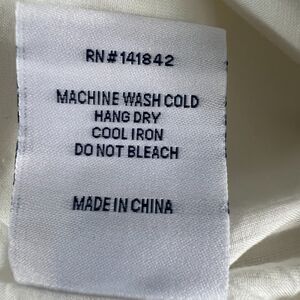 RN#141842
MACHINE WASH COLD
HANG DRY
COOL IRON
DO NOT BLEACH
MADE IN CHINA